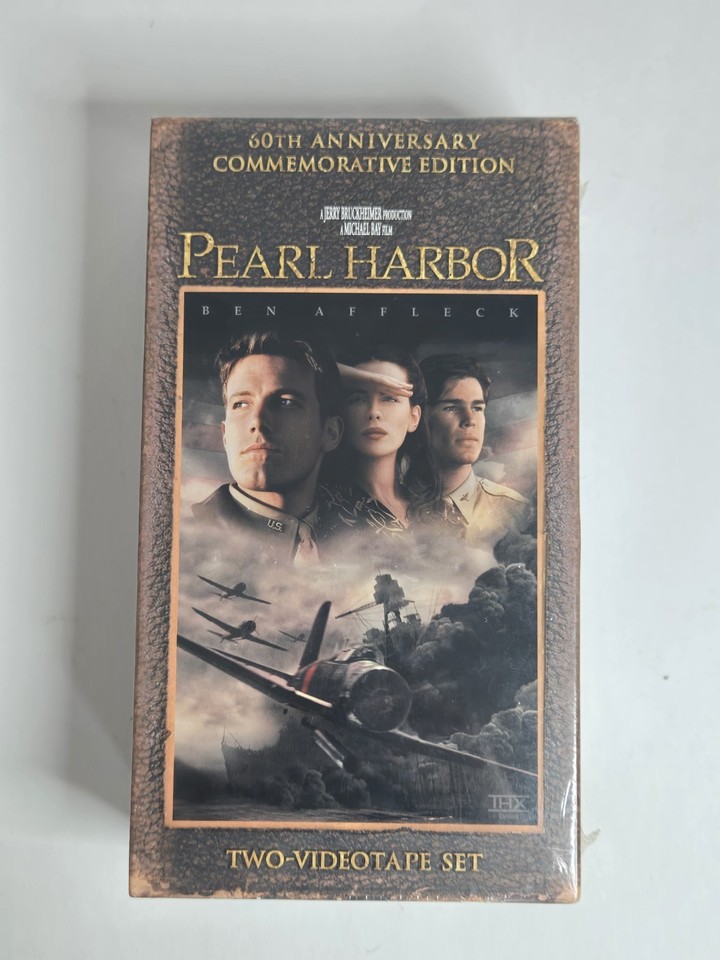 60TH ANNIVERSARY
COMMEMORATIVE EDITION
A JERRY BRUCKHEIMER PRODUCTION
A MICHAEL BAY FILM
PEARL HARBOR
BEN AFFLECK
U.S.
THX
TWO-VIDEOTAPE SET